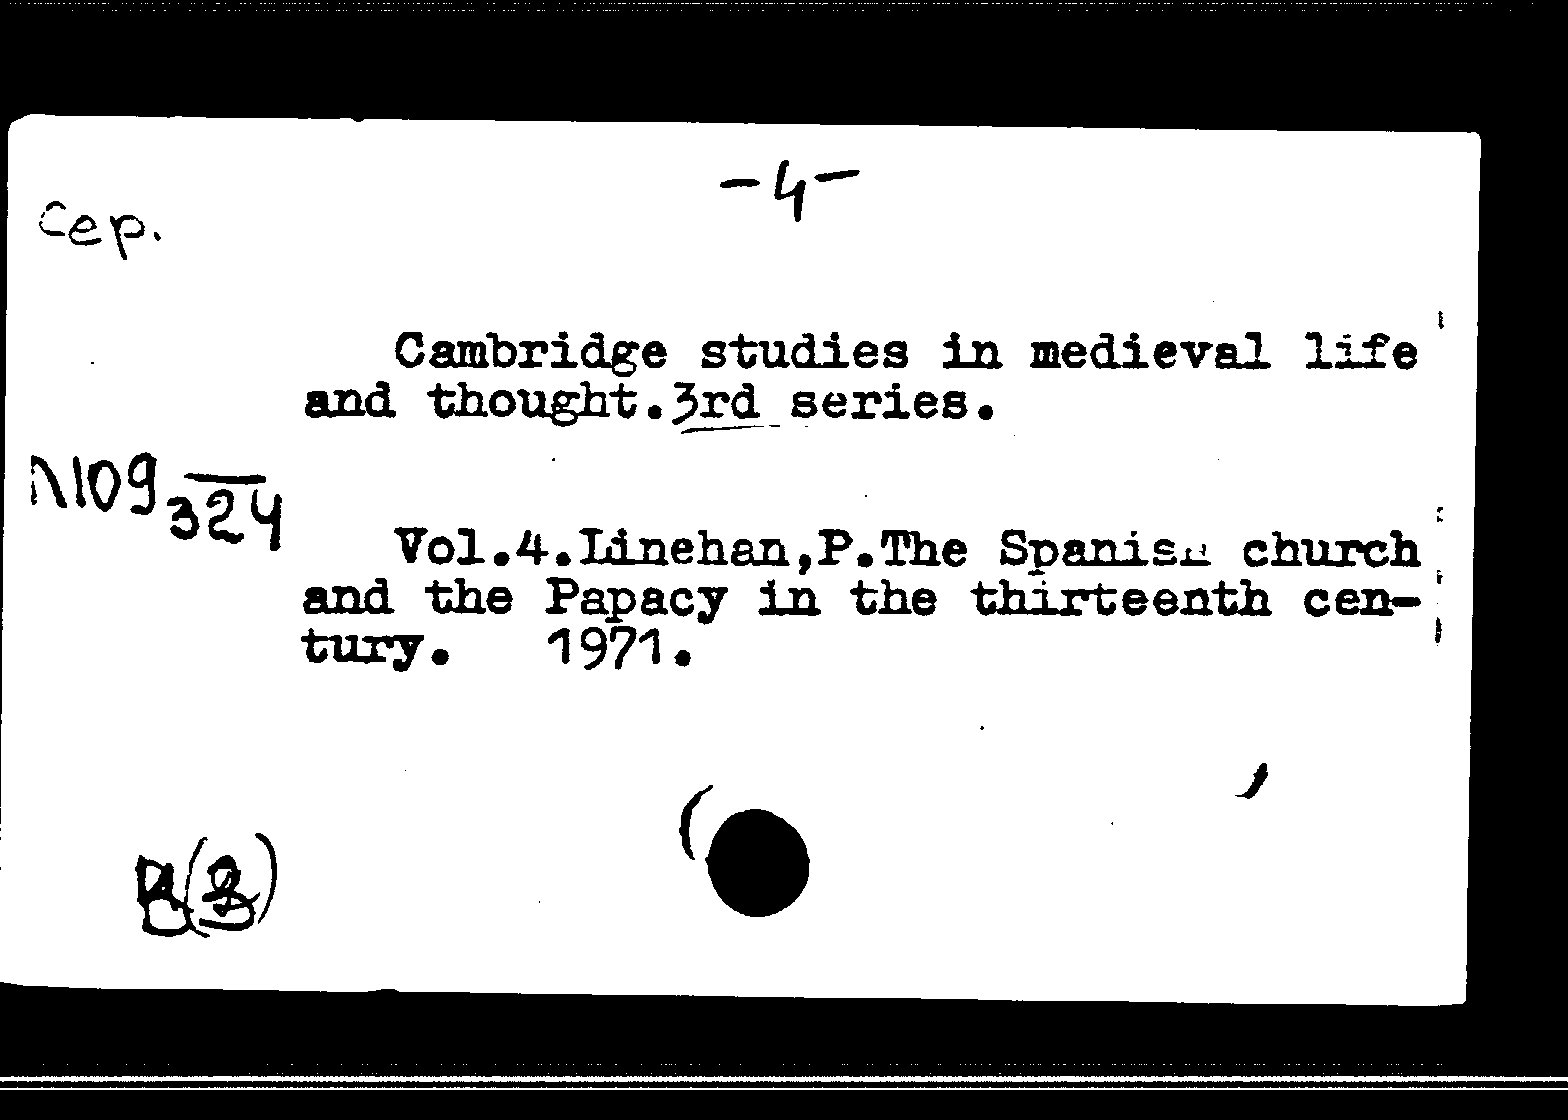 -4-
Сер.
Cambridge studies in medieval life
and thought.3rd series.
Л109 324
Vol.4.Linehan,P.The Spanish church
and the Papacy in the thirteenth cen-
tury. 1971.